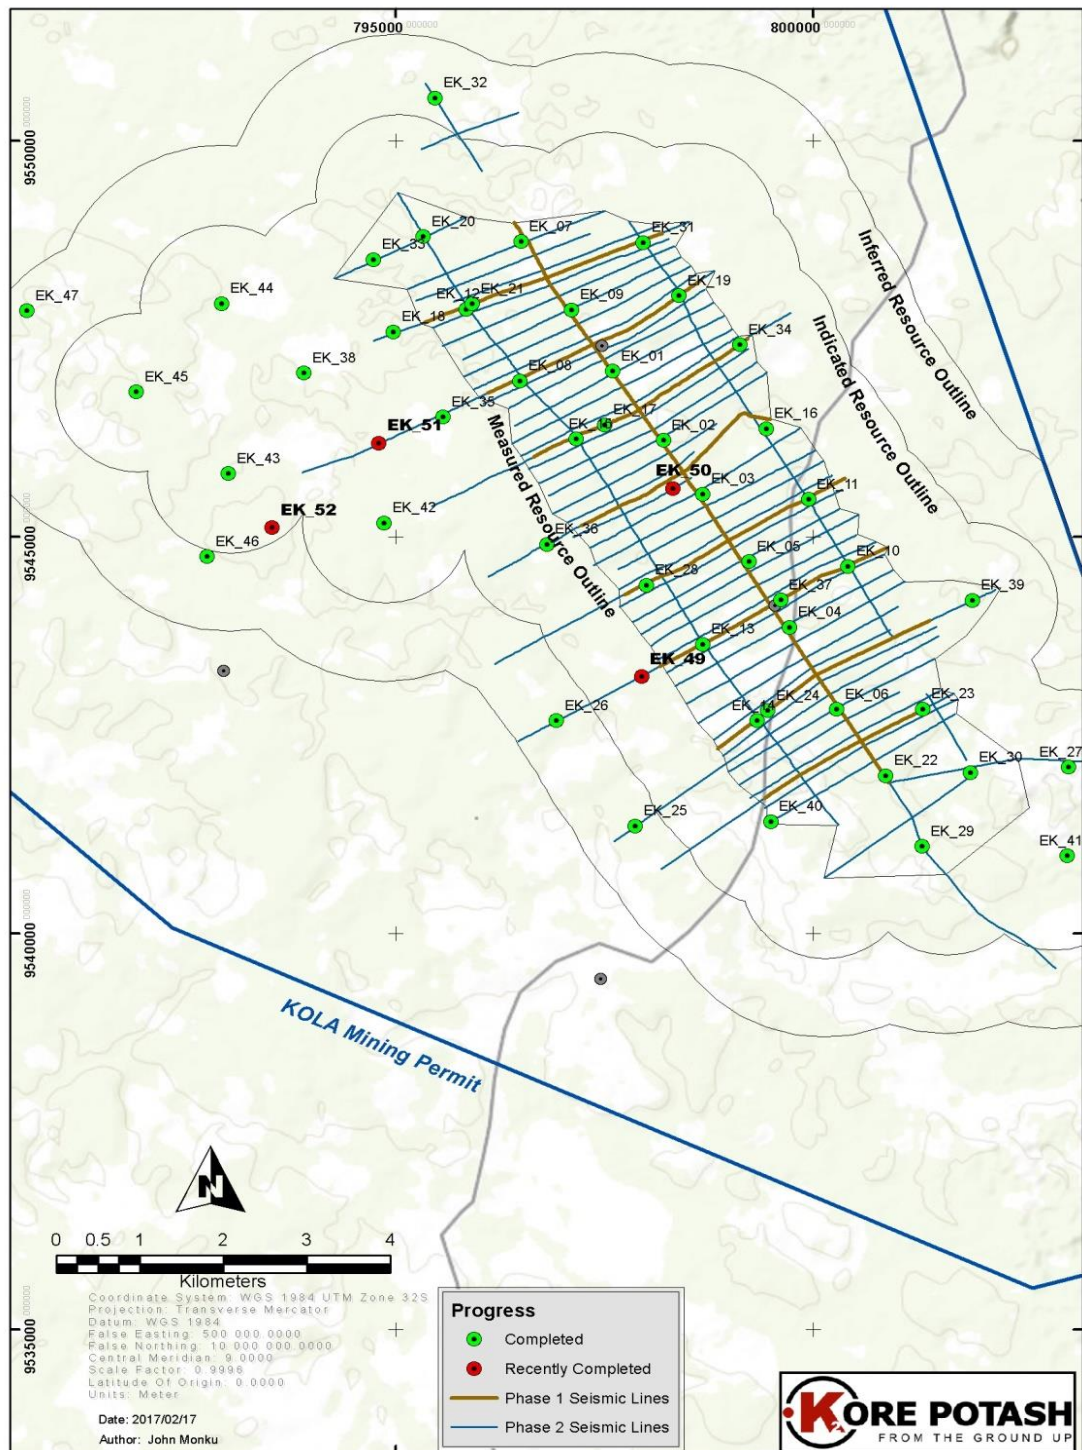 795000 .000000
800000 .000000
9550000 .000000
9545000 .000000
9540000 .000000
9535000 .000000
EK_32
EK_20
EK_07
EK_31
EK_33
EK_47
EK_44
EK_12
EK_21
EK_09
EK_19
EK_18
EK_34
EK_38
EK_08
EK_01
EK_45
EK_35
EK_17
EK_16
EK_51
EK_02
EK_43
EK_50
EK_03
EK_11
EK_52
EK_42
EK_36
EK_46
EK_05
EK_10
EK_28
EK_37
EK_39
EK_04
EK_13
EK_49
EK_24
EK_14
EK_06
EK_23
EK_26
EK_22
EK_30
EK_27
EK_25
EK_40
EK_29
EK_41
Inferred Resource Outline
Indicated Resource Outline
Measured Resource Outline
KOLA Mining Permit
N
0 0.5 1 2 3 4
Kilometers
Coordinate System: WGS 1984 UTM Zone 32S
Projection: Transverse Mercator
Datum: WGS 1984
False Easting: 500 000.0000
False Northing: 10 000 000.0000
Central Meridian: 9.0000
Scale Factor: 0.9996
Latitude Of Origin: 0.0000
Units: Meter
Date: 2017/02/17
Author: John Monku
Progress
Completed
Recently Completed
Phase 1 Seismic Lines
Phase 2 Seismic Lines
K2ORE POTASH
FROM THE GROUND UP